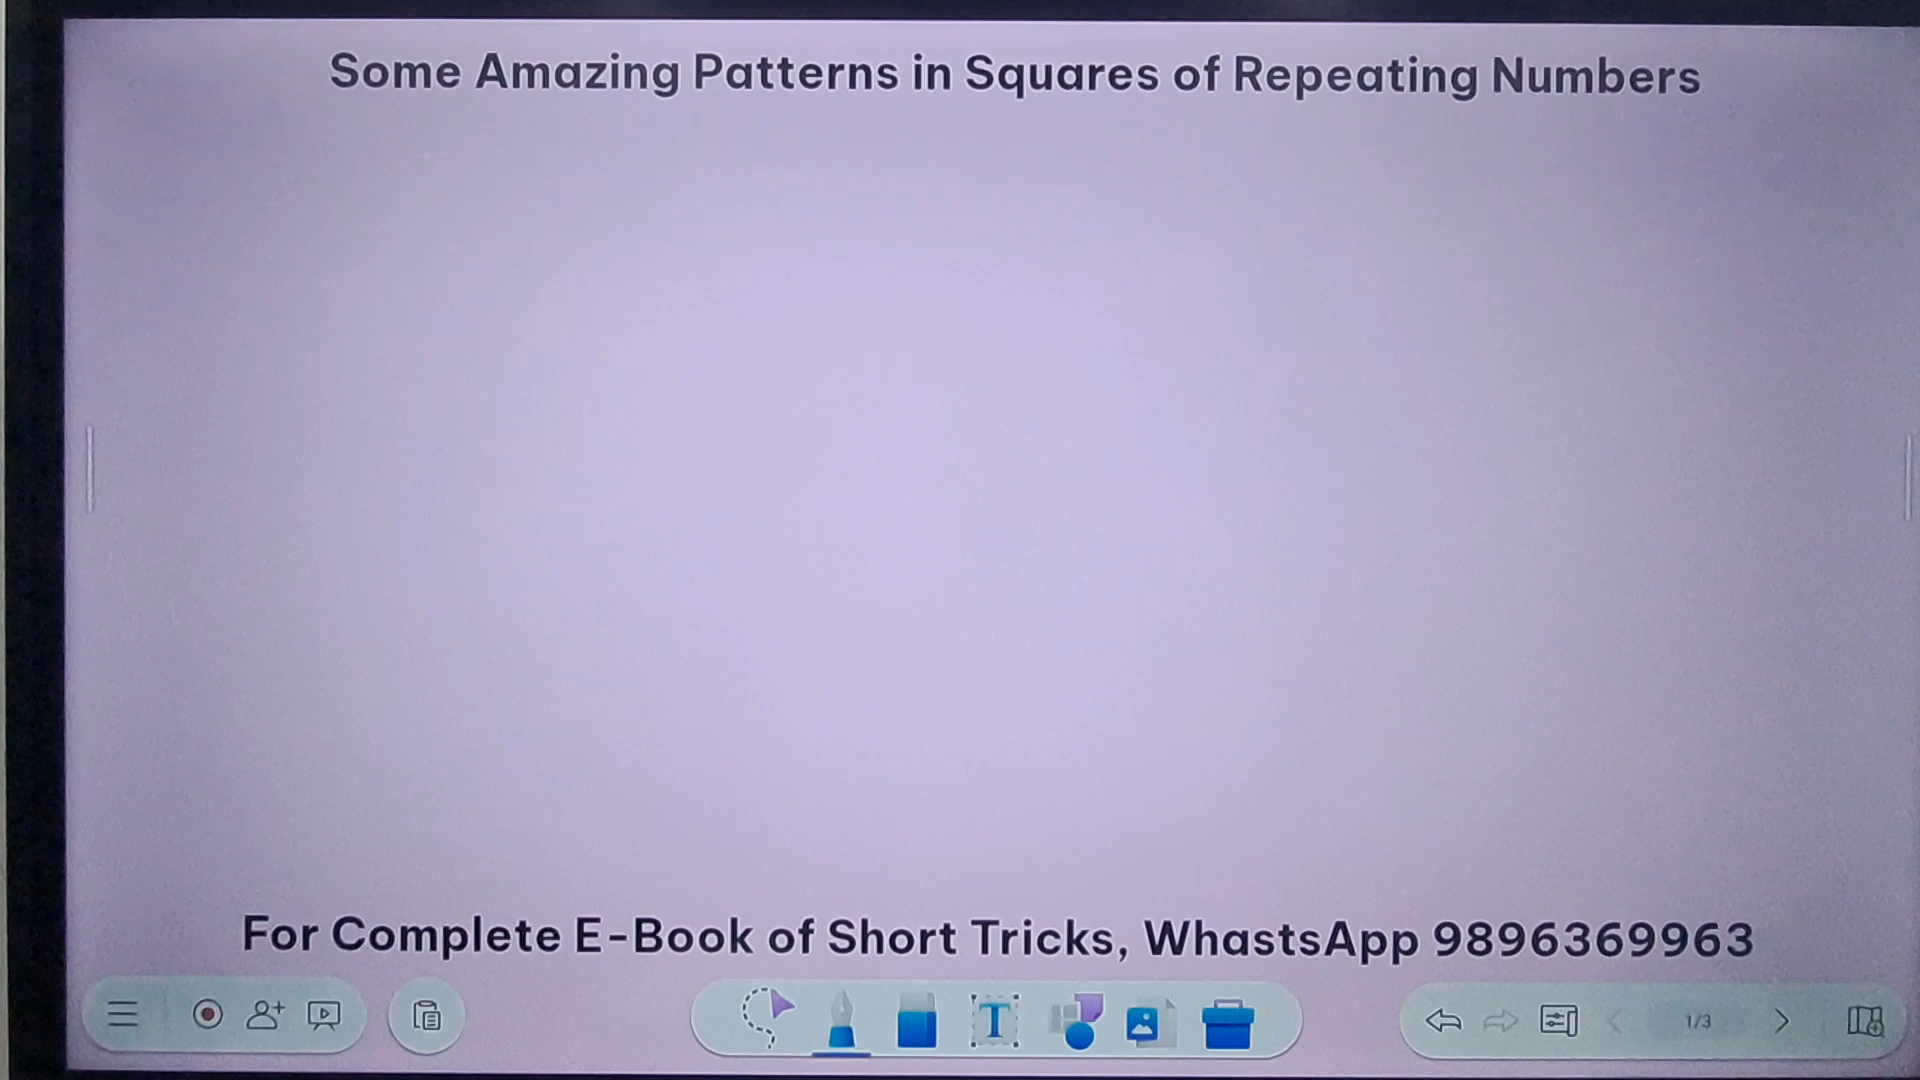 Some Amazing Patterns in Squares of Repeating Numbers
For Complete E-Book of Short Tricks, WhastsApp 9896369963
T
1/3